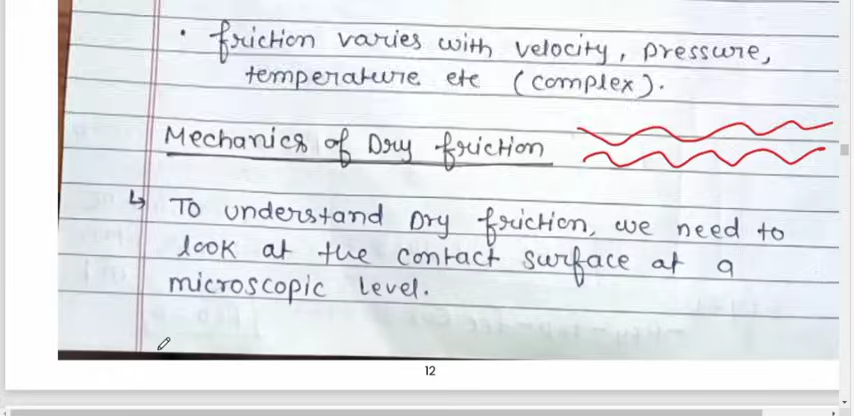 • friction varies with velocity, pressure,
temperature etc (complex).
Mechanics of Dry friction
↳ To understand Dry friction, we need to
look at the contact surface at a
microscopic level.
12